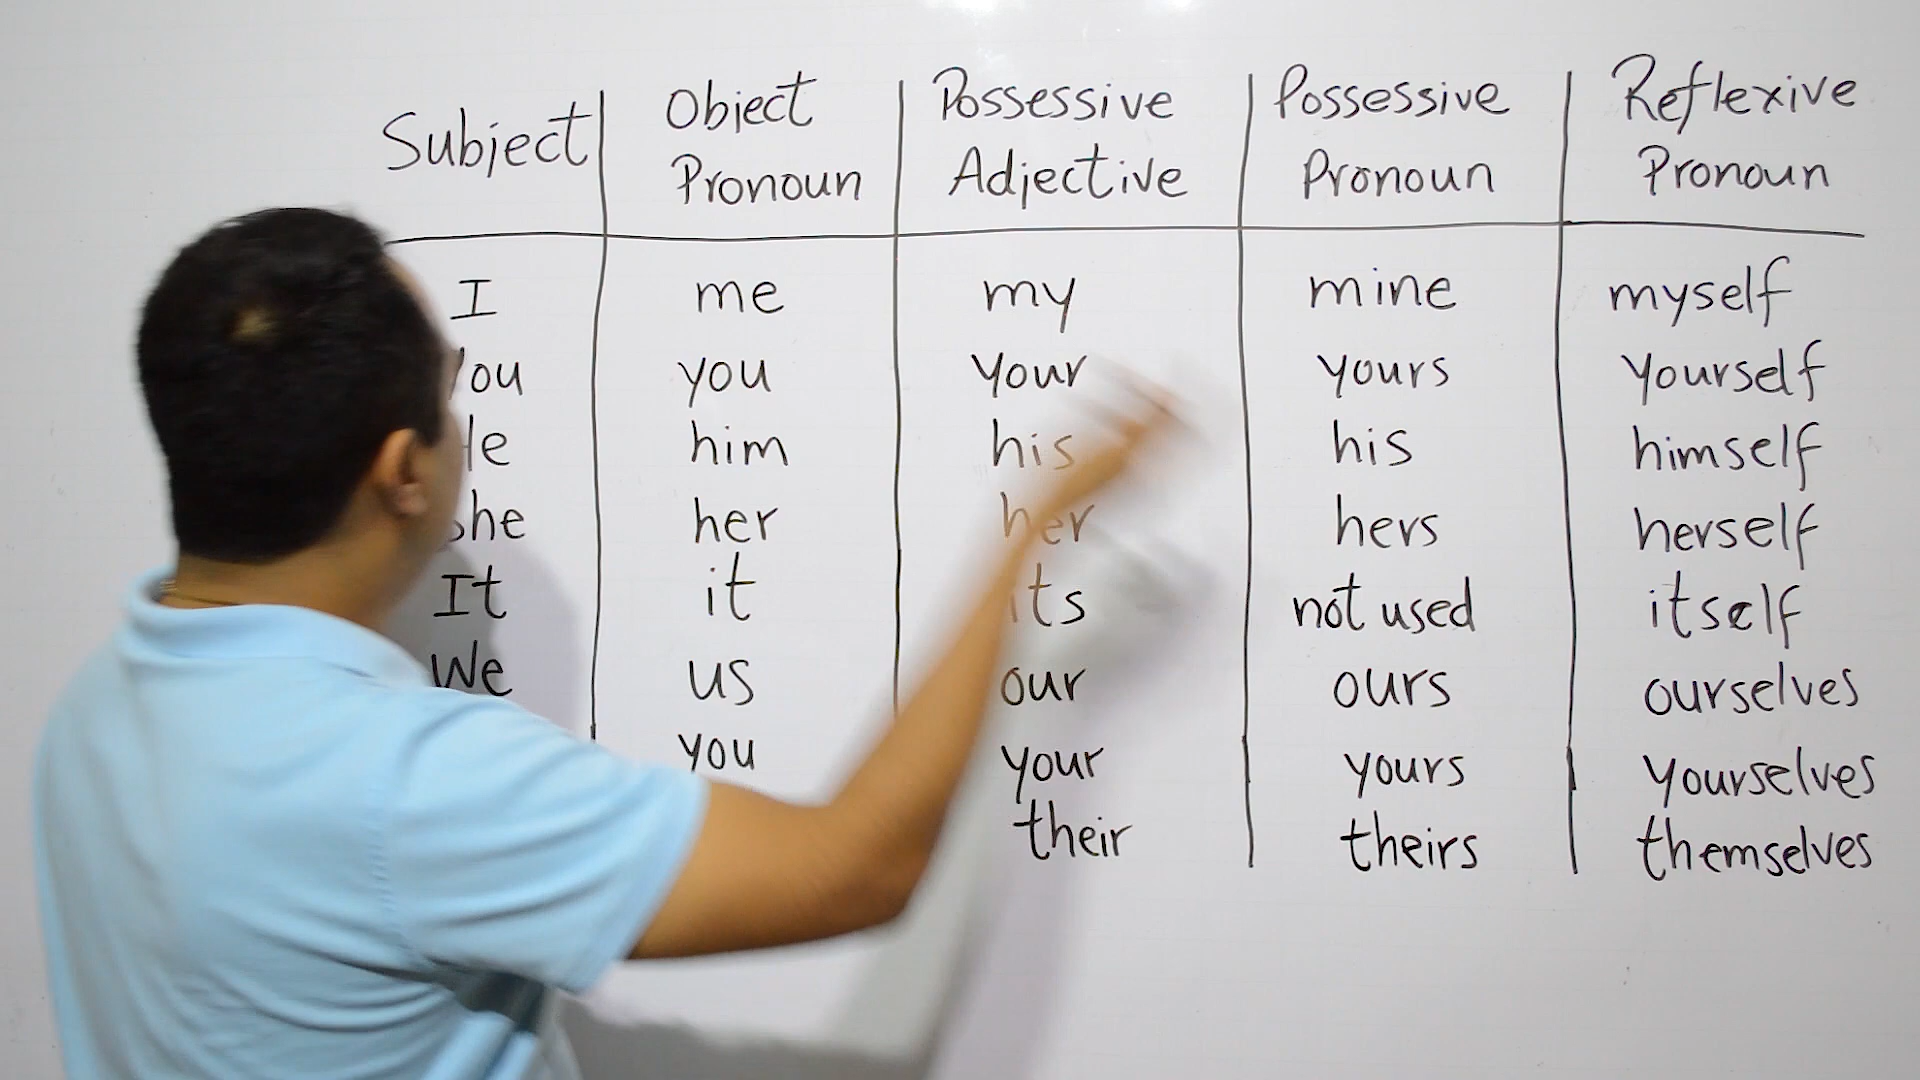 Subject Object Pronoun Possessive Adjective Possessive Pronoun Reflexive Pronoun
I me my mine myself
you your yours yourself
him his his himself
her her hers herself
It it its not used itself
We us our ours ourselves
you your yours yourselves
their theirs themselves